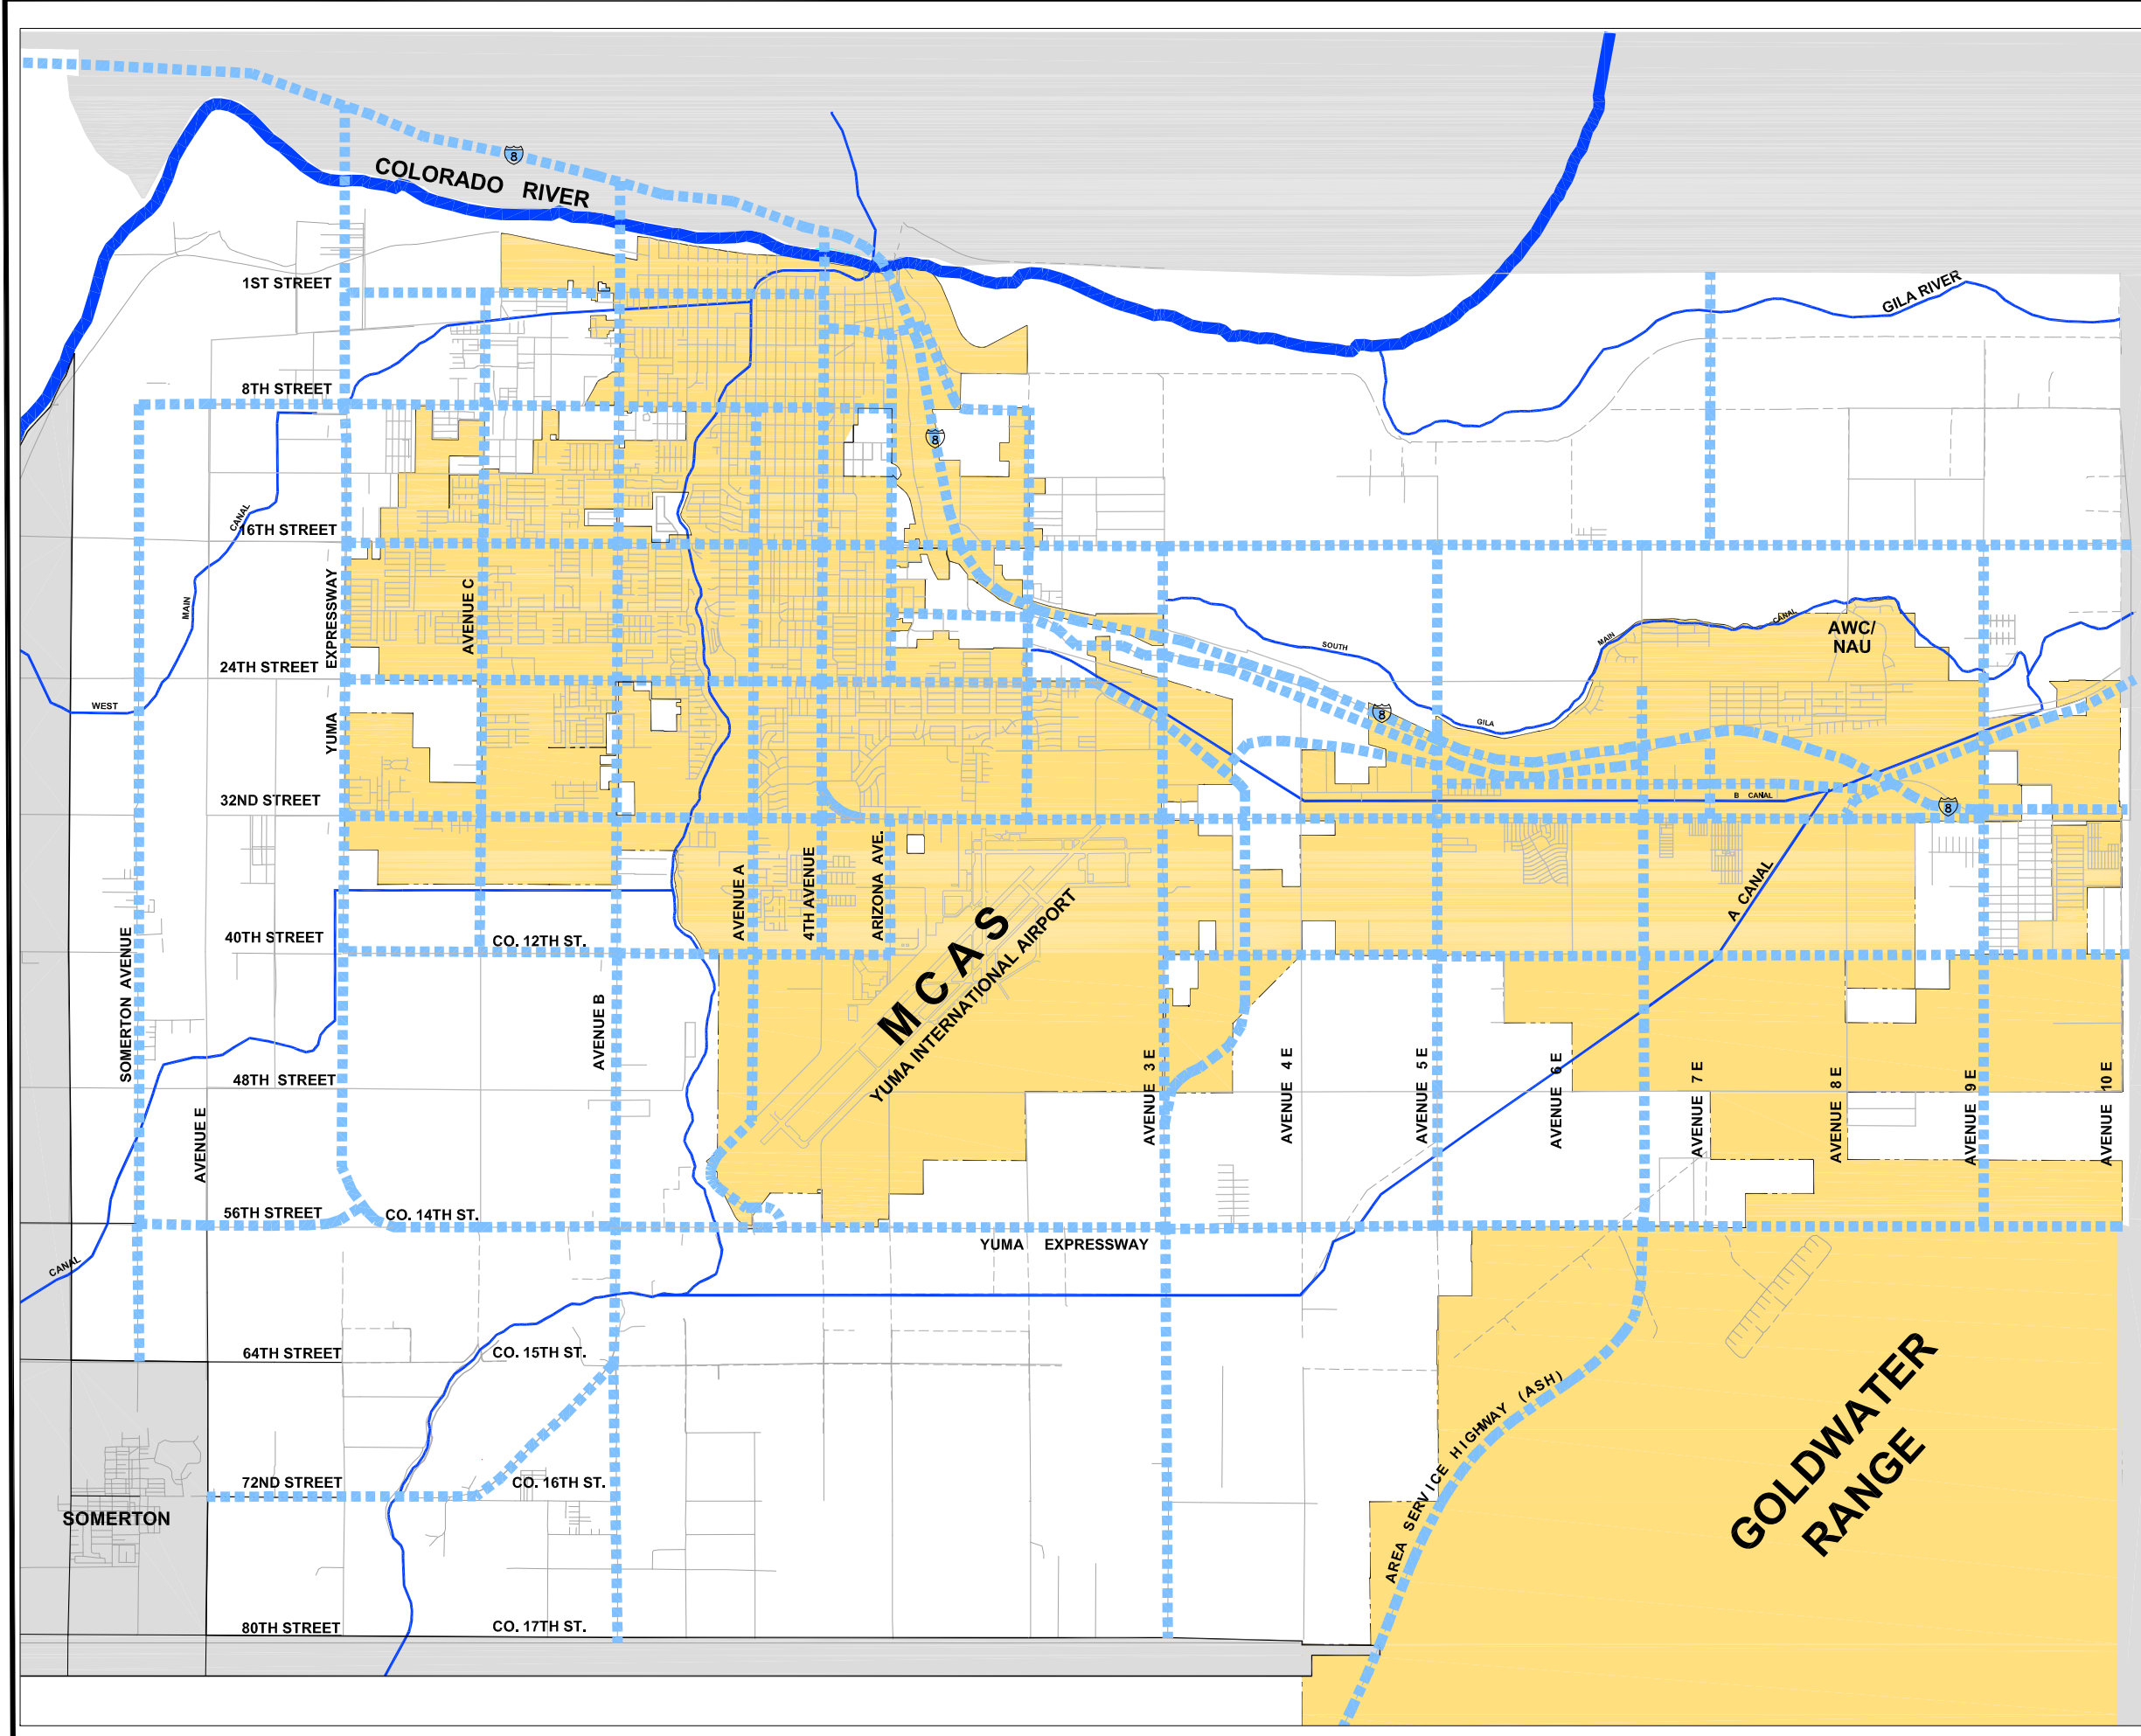 8
COLORADO RIVER
1ST STREET
GILA RIVER
8TH STREET
8
CANAL
16TH STREET
MAIN
YUMA EXPRESSWAY
AVENUE C
24TH STREET
WEST
SOUTH
GILA
MAIN
CANAL
AWC/
NAU
8
32ND STREET
B CANAL
8
A CANAL
AVENUE A
4TH AVENUE
ARIZONA AVE.
MCAS
YUMA INTERNATIONAL AIRPORT
40TH STREET
CO. 12TH ST.
SOMERTON AVENUE
AVENUE B
48TH STREET
AVENUE E
AVENUE 3 E
AVENUE 4 E
AVENUE 5 E
AVENUE 6 E
AVENUE 7 E
AVENUE 8 E
AVENUE 9 E
AVENUE 10 E
56TH STREET
CO. 14TH ST.
YUMA EXPRESSWAY
CANAL
64TH STREET
CO. 15TH ST.
AREA SERVICE HIGHWAY (ASH)
GOLDWATER
RANGE
72ND STREET
CO. 16TH ST.
SOMERTON
80TH STREET
CO. 17TH ST.